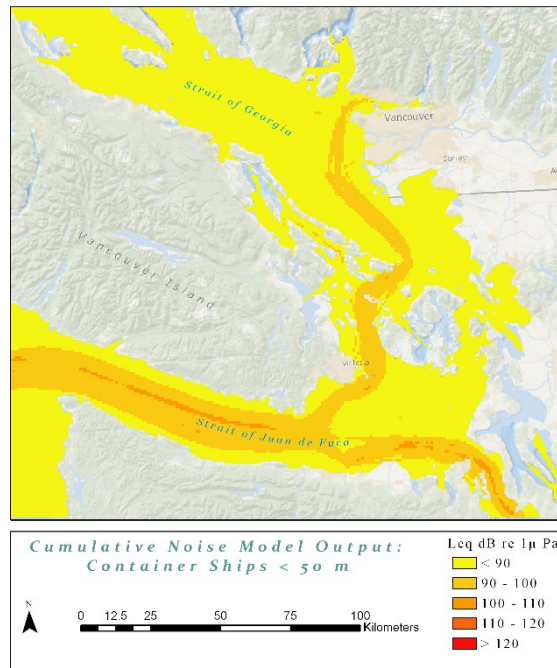 Strait of Georgia
Vancouver
Surrey
Vancouver Island
Victoria
Strait of Juan de Fuca
Cumulative Noise Model Output:
Container Ships < 50 m
N
0 12.5 25 50 75 100
Kilometers
Leq dB re 1µ Pa
< 90
90 - 100
100 - 110
110 - 120
> 120